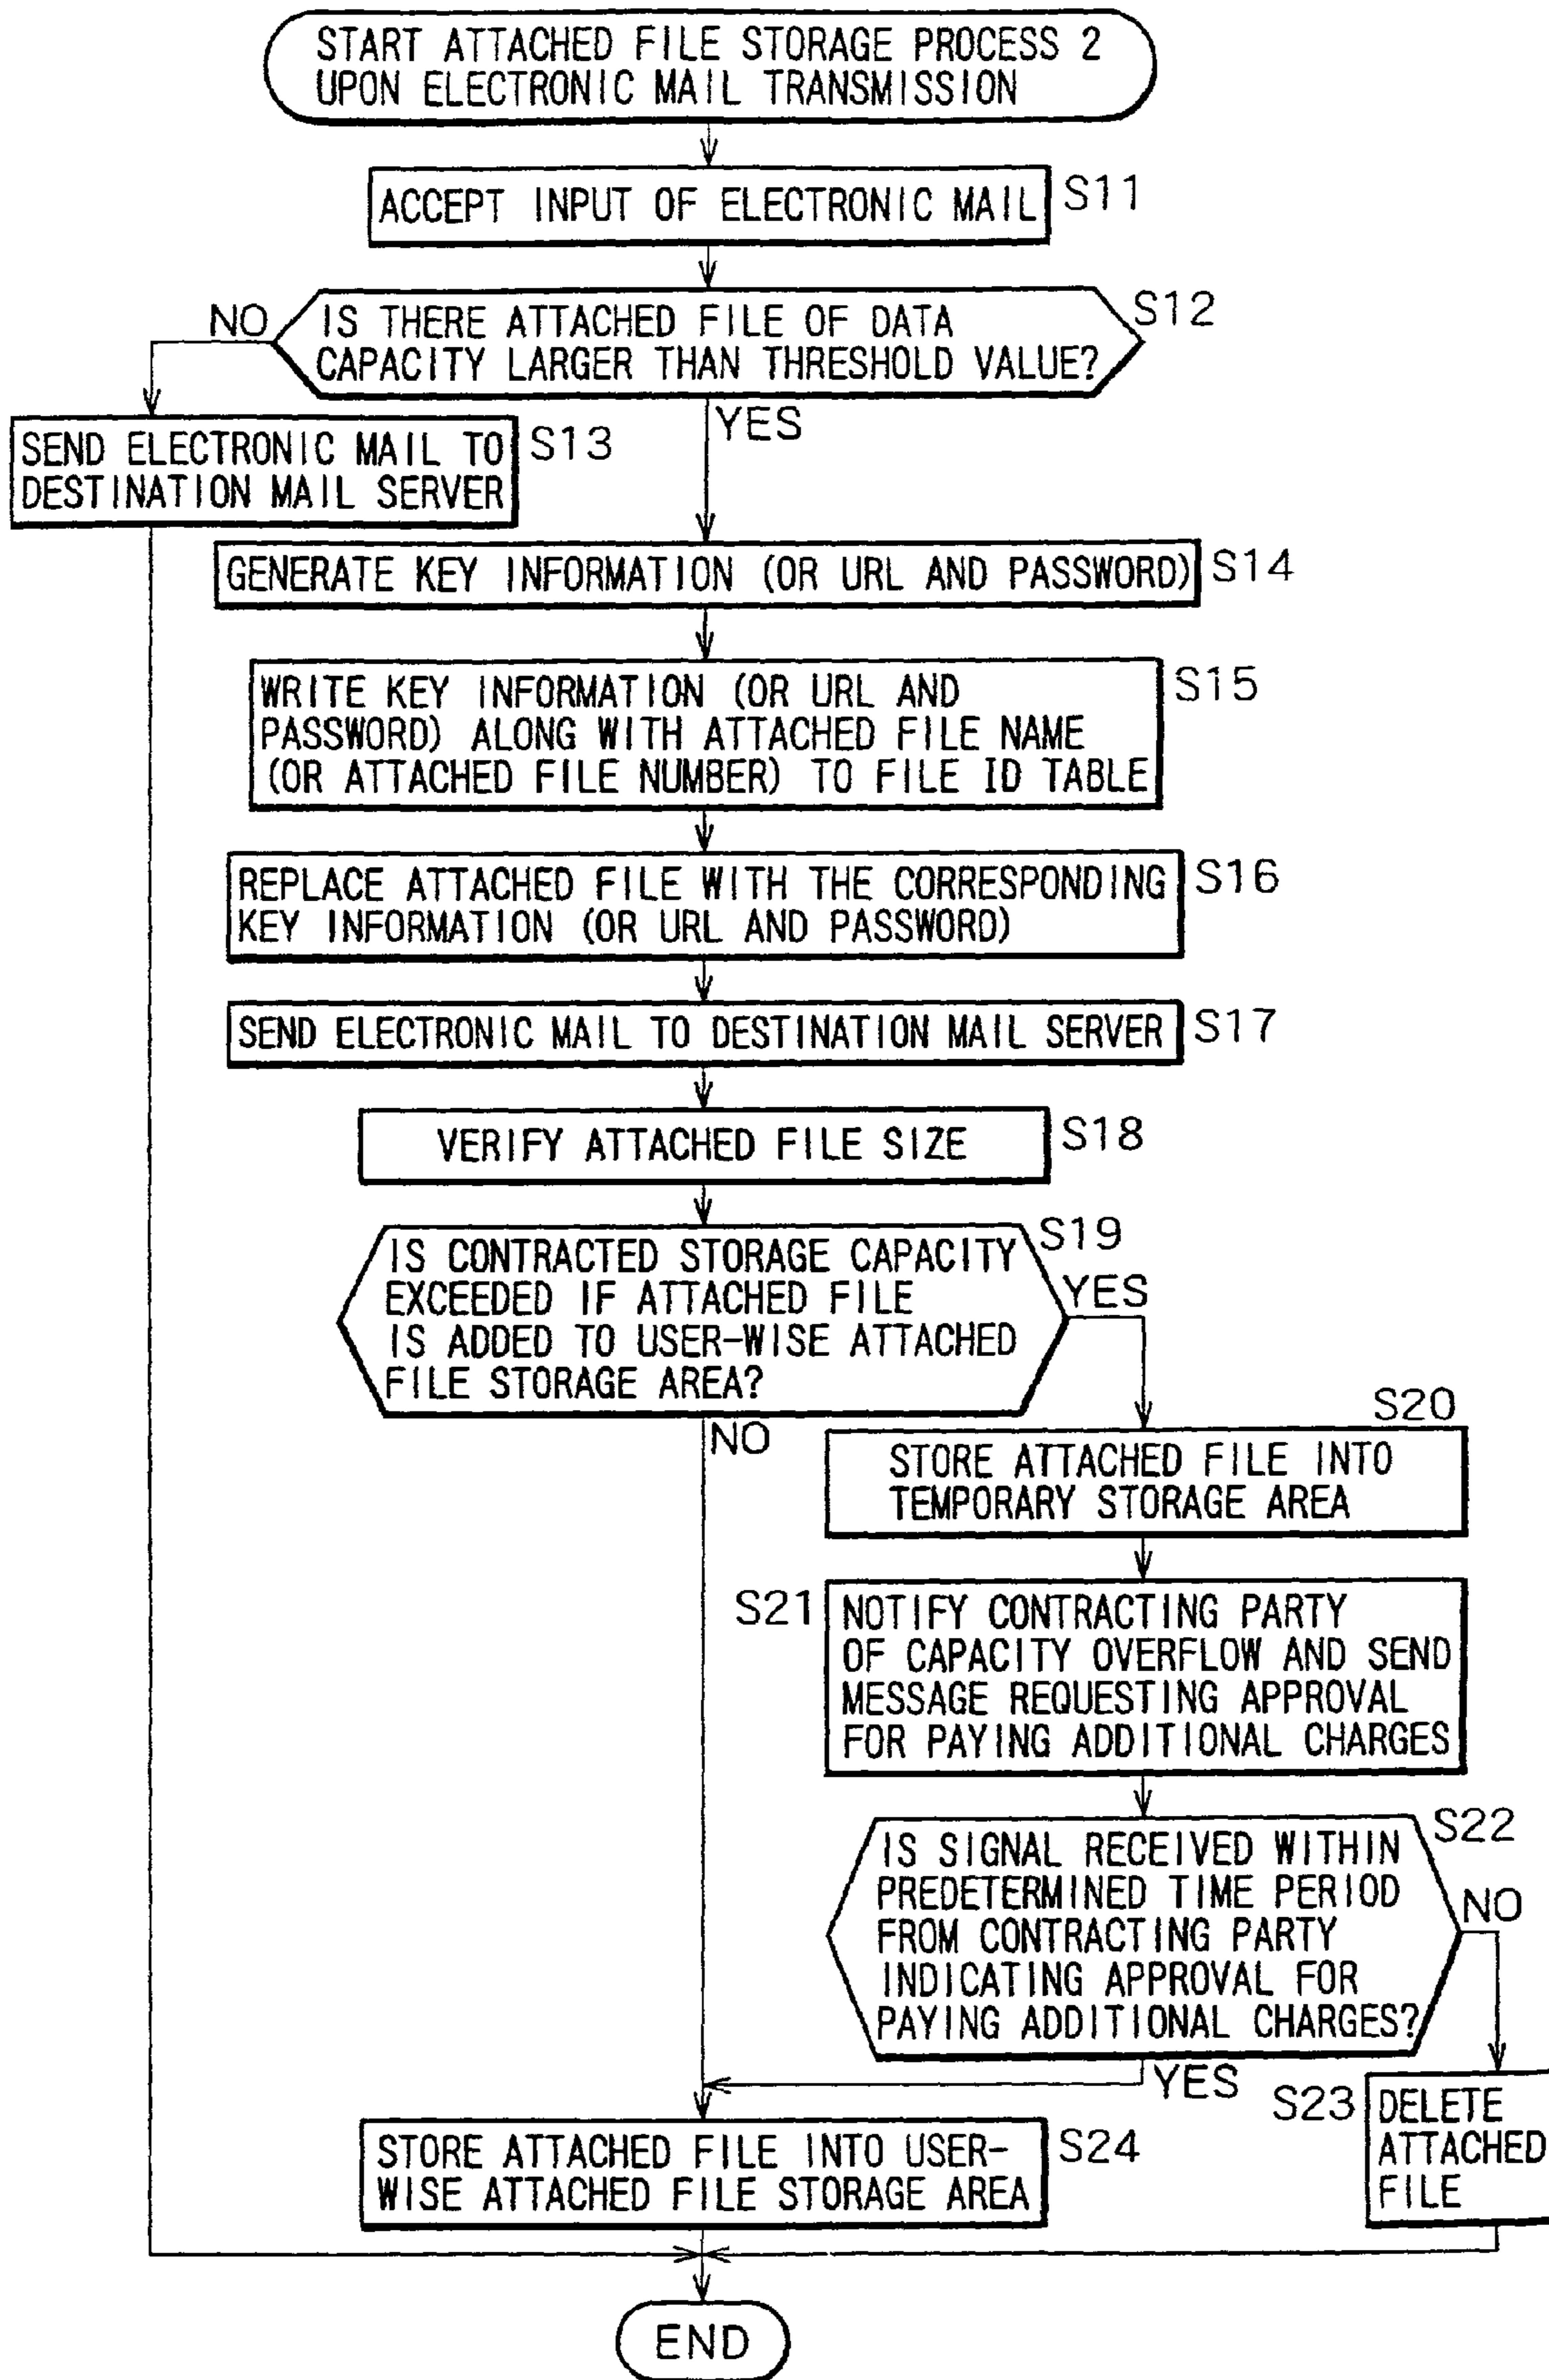 START ATTACHED FILE STORAGE PROCESS 2
UPON ELECTRONIC MAIL TRANSMISSION
ACCEPT INPUT OF ELECTRONIC MAIL
S11
IS THERE ATTACHED FILE OF DATA
CAPACITY LARGER THAN THRESHOLD VALUE?
S12
NO
YES
SEND ELECTRONIC MAIL TO
DESTINATION MAIL SERVER
S13
GENERATE KEY INFORMATION (OR URL AND PASSWORD)
S14
WRITE KEY INFORMATION (OR URL AND
PASSWORD) ALONG WITH ATTACHED FILE NAME
(OR ATTACHED FILE NUMBER) TO FILE ID TABLE
S15
REPLACE ATTACHED FILE WITH THE CORRESPONDING
KEY INFORMATION (OR URL AND PASSWORD)
S16
SEND ELECTRONIC MAIL TO DESTINATION MAIL SERVER
S17
VERIFY ATTACHED FILE SIZE
S18
IS CONTRACTED STORAGE CAPACITY
EXCEEDED IF ATTACHED FILE
IS ADDED TO USER-WISE ATTACHED
FILE STORAGE AREA?
S19
YES
NO
S20
STORE ATTACHED FILE INTO
TEMPORARY STORAGE AREA
S21
NOTIFY CONTRACTING PARTY
OF CAPACITY OVERFLOW AND SEND
MESSAGE REQUESTING APPROVAL
FOR PAYING ADDITIONAL CHARGES
IS SIGNAL RECEIVED WITHIN
PREDETERMINED TIME PERIOD
FROM CONTRACTING PARTY
INDICATING APPROVAL FOR
PAYING ADDITIONAL CHARGES?
S22
NO
YES
S23
DELETE
ATTACHED
FILE
STORE ATTACHED FILE INTO USER-
WISE ATTACHED FILE STORAGE AREA
S24
END